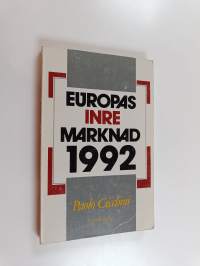 EUROPAS
INRE
MARKNAD
1992
Paolo Cecchini